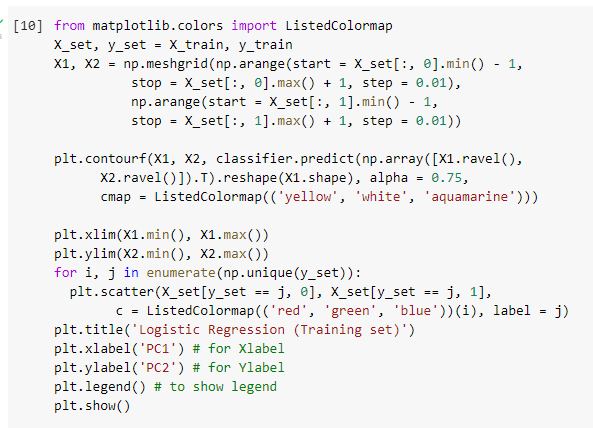 [10] from matplotlib.colors import ListedColormap
X_set, y_set = X_train, y_train
X1, X2 = np.meshgrid(np.arange(start = X_set[:, 0].min() - 1,
stop = X_set[:, 0].max() + 1, step = 0.01),
np.arange(start = X_set[:, 1].min() - 1,
stop = X_set[:, 1].max() + 1, step = 0.01))
plt.contourf(X1, X2, classifier.predict(np.array([X1.ravel(),
X2.ravel()]).T).reshape(X1.shape), alpha = 0.75,
cmap = ListedColormap(('yellow', 'white', 'aquamarine')))
plt.xlim(X1.min(), X1.max())
plt.ylim(X2.min(), X2.max())
for i, j in enumerate(np.unique(y_set)):
plt.scatter(X_set[y_set == j, 0], X_set[y_set == j, 1],
c = ListedColormap(('red', 'green', 'blue'))(i), label = j)
plt.title('Logistic Regression (Training set)')
plt.xlabel('PC1') # for Xlabel
plt.ylabel('PC2') # for Ylabel
plt.legend() # to show legend
plt.show()